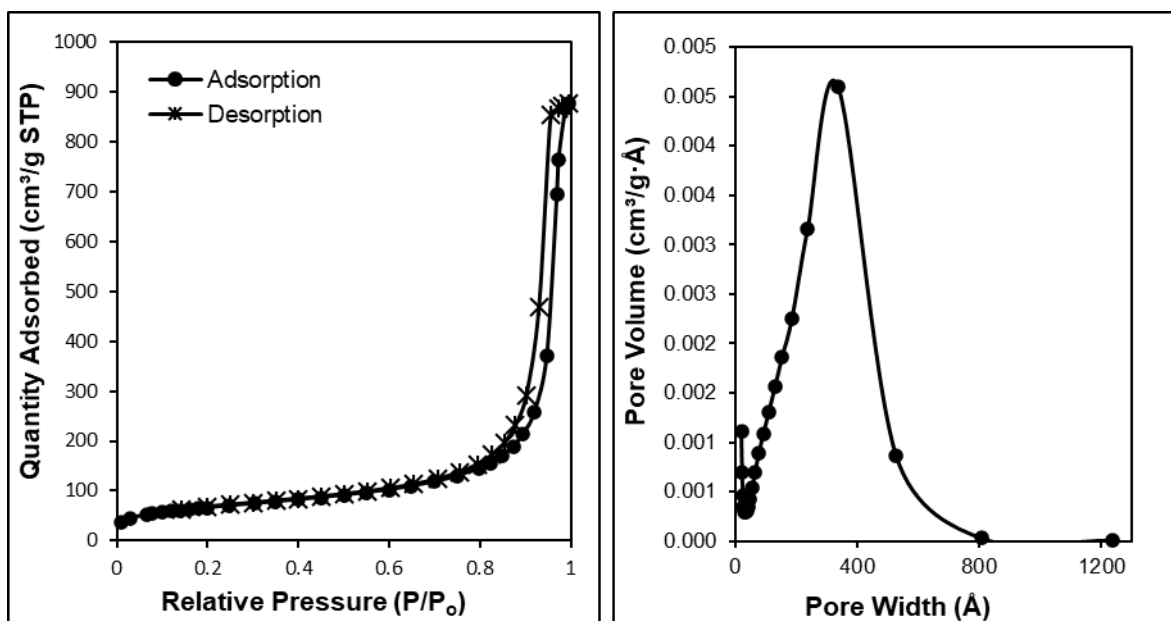 Quantity Adsorbed (cm³/g STP)
1000
900
800
700
600
500
400
300
200
100
0
Adsorption
Desorption
0 0.2 0.4 0.6 0.8 1
Relative Pressure (P/Pₒ)
Pore Volume (cm³/g·Å)
0.005
0.005
0.004
0.004
0.003
0.003
0.002
0.002
0.001
0.001
0.000
0 400 800 1200
Pore Width (Å)